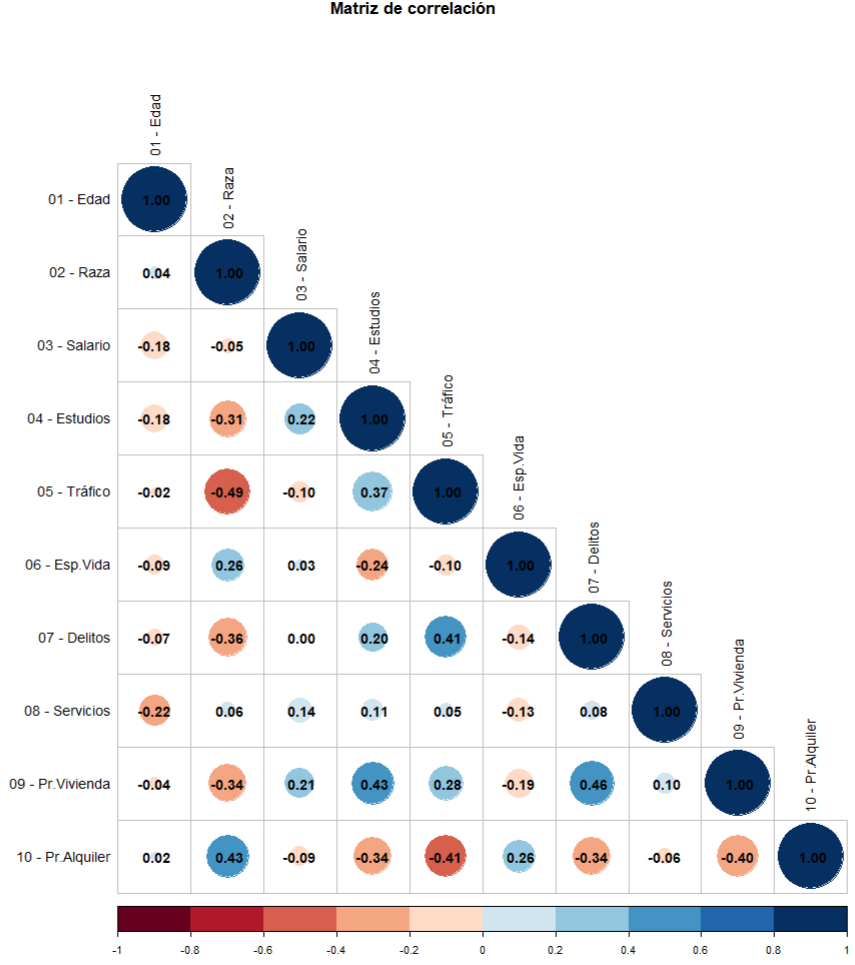 Matriz de correlación
01 - Edad
01 - Edad 1.00
02 - Raza
02 - Raza 0.04 1.00
03 - Salario
03 - Salario -0.18 -0.05 1.00
04 - Estudios
04 - Estudios -0.18 -0.31 0.22 1.00
05 - Tráfico
05 - Tráfico -0.02 -0.49 -0.10 0.37 1.00
06 - Esp.Vida
06 - Esp.Vida -0.09 0.26 0.03 -0.24 -0.10 1.00
07 - Delitos
07 - Delitos -0.07 -0.36 0.00 0.20 0.41 -0.14 1.00
08 - Servicios
08 - Servicios -0.22 0.06 0.14 0.11 0.05 -0.13 0.08 1.00
09 - Pr.Vivienda
09 - Pr.Vivienda -0.04 -0.34 0.21 0.43 0.28 -0.19 0.46 0.10 1.00
10 - Pr.Alquiler
10 - Pr.Alquiler 0.02 0.43 -0.09 -0.34 -0.41 0.26 -0.34 -0.06 -0.40 1.00
-1 -0.8 -0.6 -0.4 -0.2 0 0.2 0.4 0.6 0.8 1